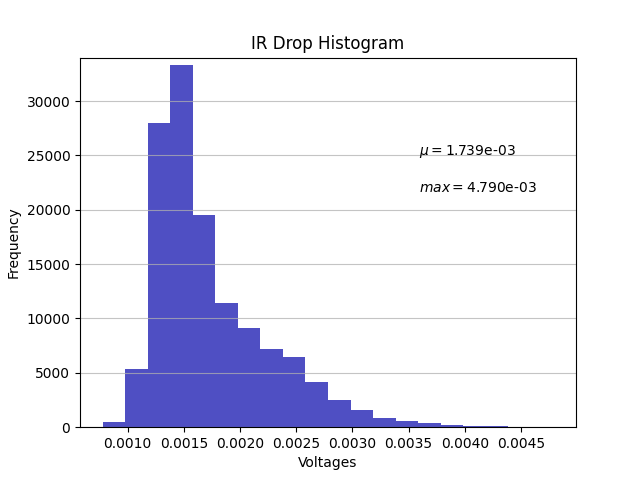 IR Drop Histogram
30000
25000
20000
15000
10000
5000
0
Frequency
μ = 1.739e-03
max = 4.790e-03
0.0010 0.0015 0.0020 0.0025 0.0030 0.0035 0.0040 0.0045
Voltages